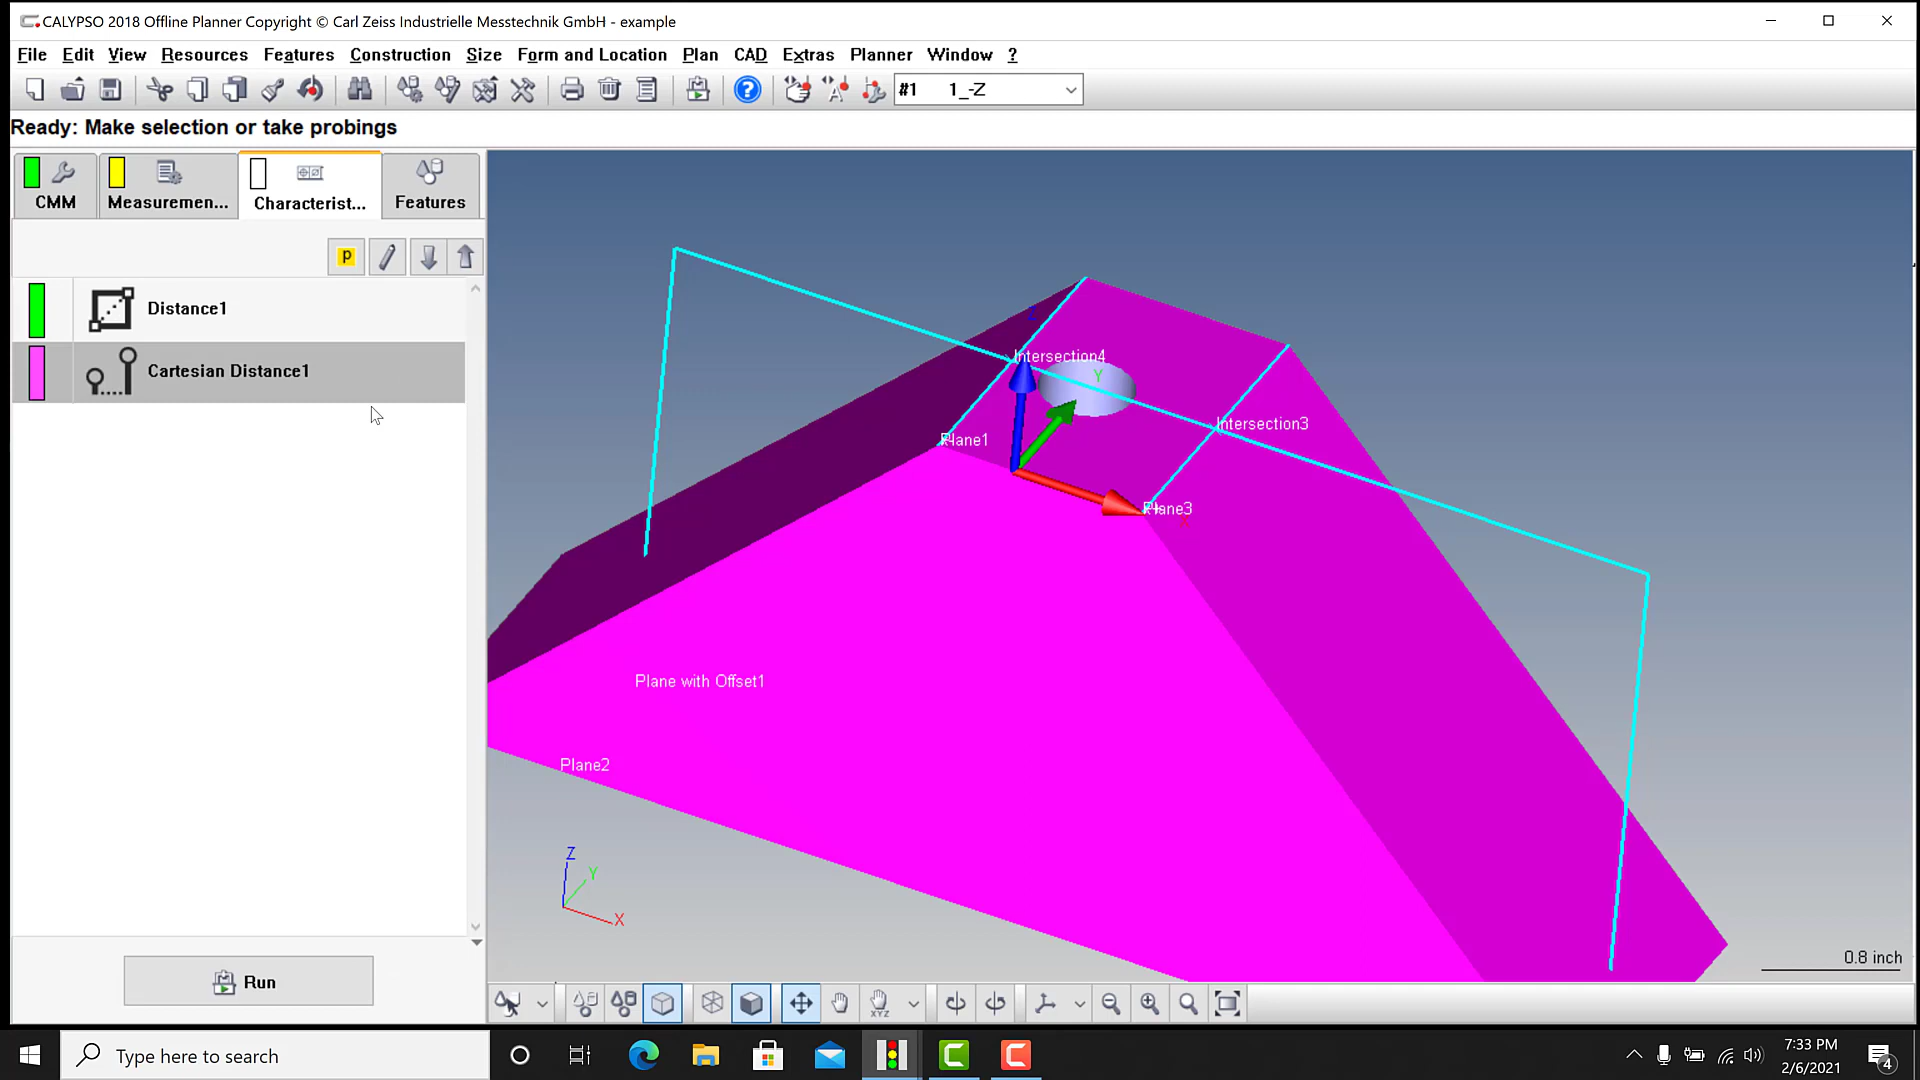 CALYPSO 2018 Offline Planner Copyright © Carl Zeiss Industrielle Messtechnik GmbH - example
File Edit View Resources Features Construction Size Form and Location Plan CAD Extras Planner Window ?
#1 1_-Z
Ready: Make selection or take probings
CMM Measuremen... Characterist... Features
p
Distance1
Cartesian Distance1
Z
Intersection4
Y
Intersection3
Plane1
Plane3
X
Plane with Offset1
Plane2
Z
Y
X
0.8 inch
Run
XYZ
Type here to search
7:33 PM
2/6/2021
4